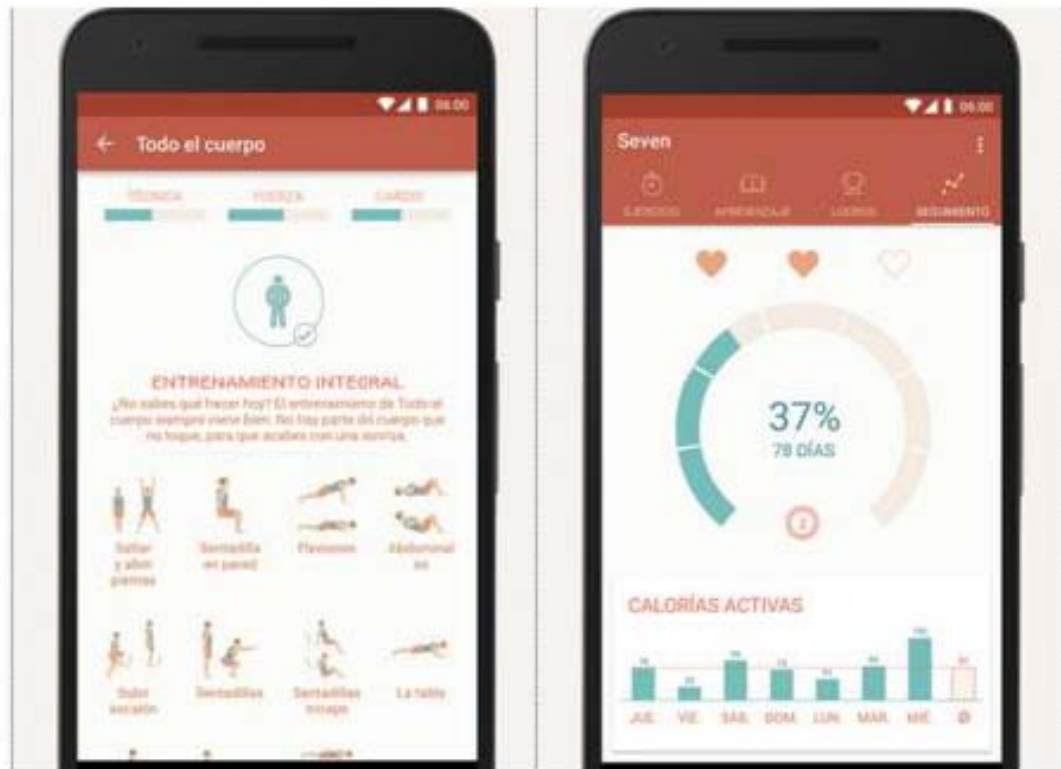 06:00
Todo el cuerpo
TÉCNICA FUERZA CARDIO
ENTRENAMIENTO INTEGRAL
¿No sabes qué hacer hoy? El entrenamiento de Todo el
cuerpo siempre viene bien. No hay parte del cuerpo que
no toque, para que acabes con una sonrisa.
Saltar
y abrir
piernas
Sentadilla
en pared
Flexiones
Abdominal
es
Subir
escalón
Sentadillas
Sentadillas
tríceps
La tabla
06:00
Seven
EJERCICIO APRENDIZAJE LOGROS SEGUIMIENTO
37%
78 DÍAS
2
CALORÍAS ACTIVAS
JUE. VIE. SÁB. DOM. LUN. MAR. MIÉ. Ø